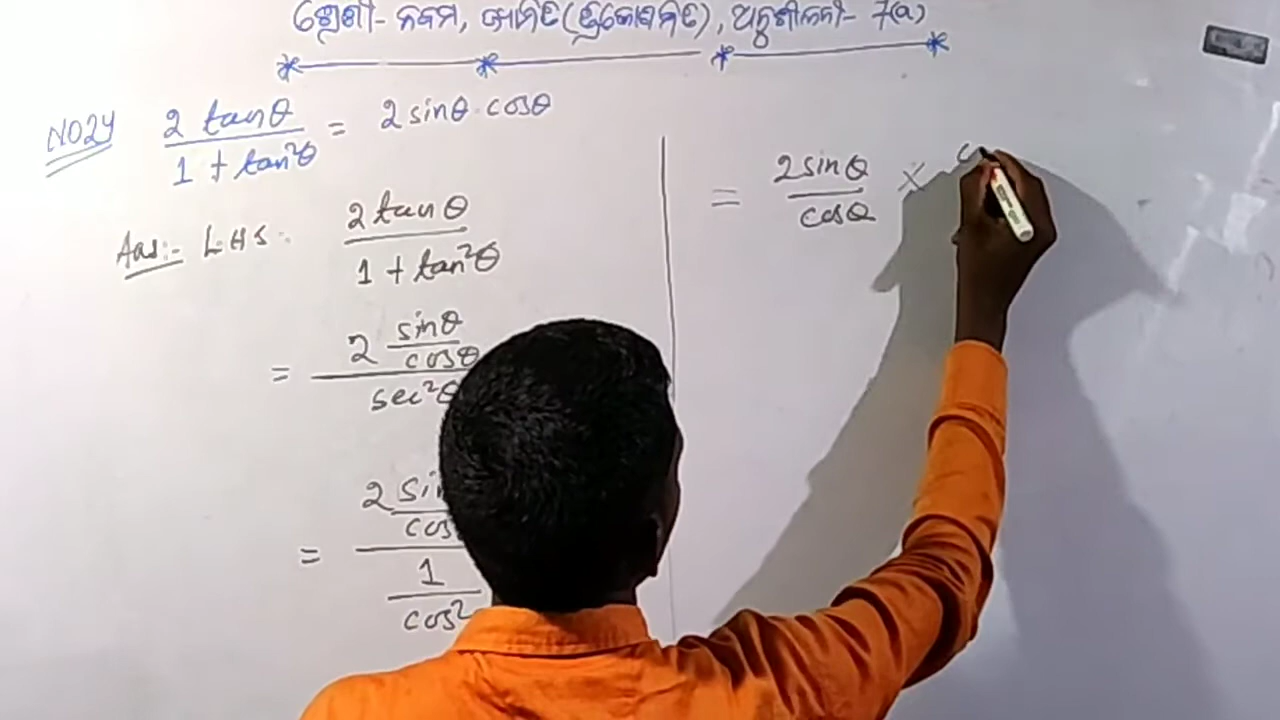 ଶ୍ରେଣୀ- ନବମ, (ତ୍ରିକୋଣମିତି), ଅନୁଶୀଳନୀ- 7(a)
NO24 2 tanθ / 1 + tan²θ = 2 sinθ · cosθ
Ans:- L.H.S. 2 tanθ / 1 + tan²θ
= 2 sinθ/cosθ / sec²θ
= 2 sin / cos / 1 / cos²
= 2 sinθ / cosθ ×